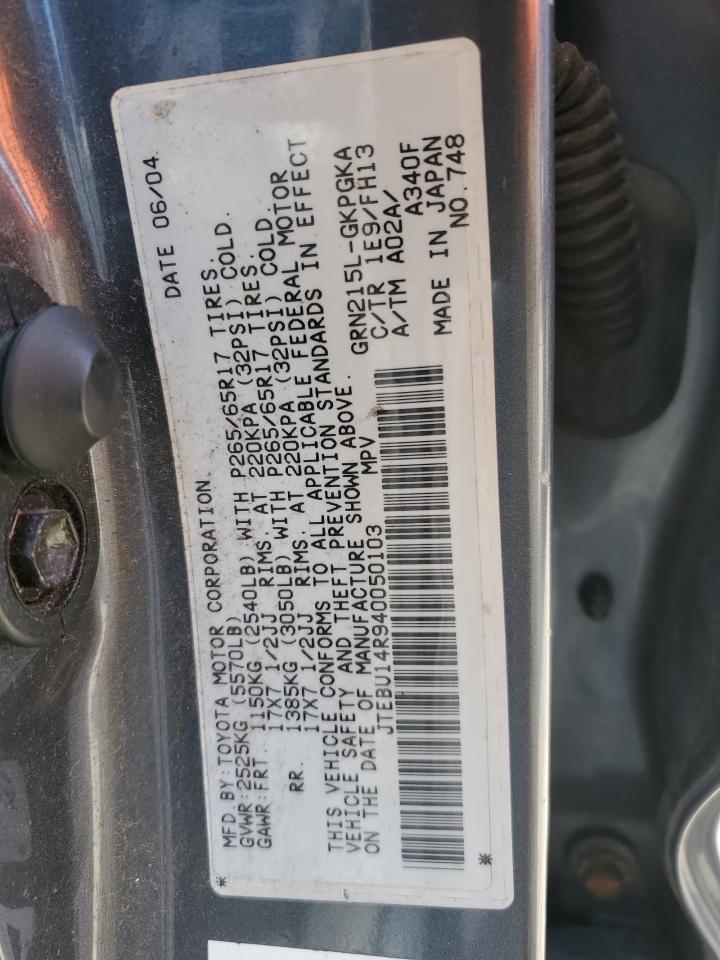 MFD. BY: TOYOTA MOTOR CORPORATION. DATE 06/04
GVWR: 2525KG (5570LB)
GAWR: FRT. 1150KG (2540LB) WITH P265/65R17 TIRES.
17X7 1/2JJ RIMS. AT 220KPA (32PSI) COLD.
RR. 1385KG (3050LB) WITH P265/65R17 TIRES.
17X7 1/2JJ RIMS. AT 220KPA (32PSI) COLD.
THIS VEHICLE CONFORMS TO ALL APPLICABLE FEDERAL MOTOR
VEHICLE SAFETY AND THEFT PREVENTION STANDARDS IN EFFECT
ON THE DATE OF MANUFACTURE SHOWN ABOVE.
JTEBU14R940050103 MPV
GRN215L-GKPGKA
C/TR 1E9/FH13
A/TM A02A/ A340F
MADE IN JAPAN
NO. 748